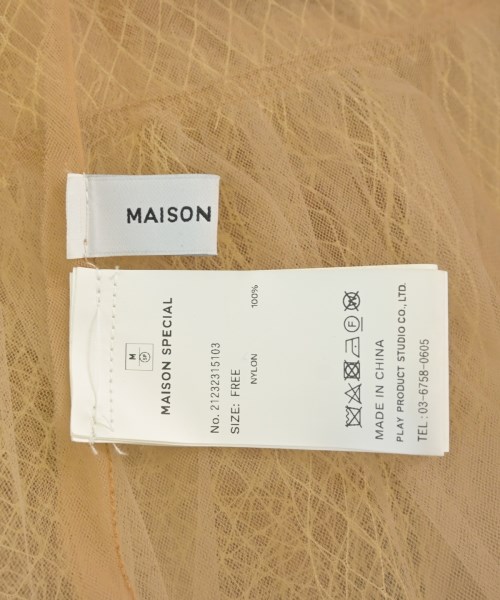 MAISON
M
SP
MAISON SPECIAL
No. 21232315103
SIZE: FREE
NYLON 100%
MADE IN CHINA
PLAY PRODUCT STUDIO CO., LTD.
TEL : 03-6758-0605